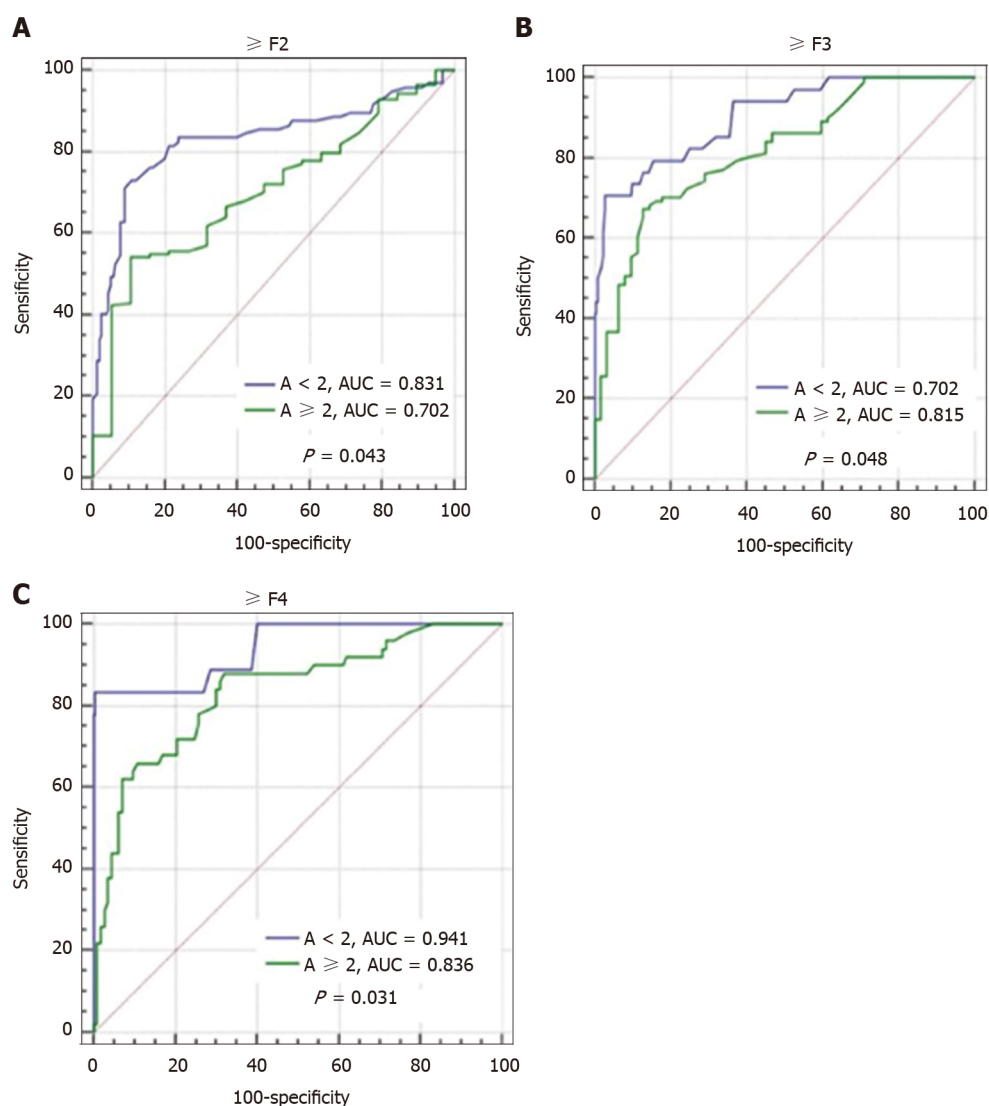 A
≥ F2
100
80
60
40
20
0
Sensificity
A < 2, AUC = 0.831
A ≥ 2, AUC = 0.702
P = 0.043
0 20 40 60 80 100
100-specificity
B
≥ F3
100
80
60
40
20
0
Sensificity
A < 2, AUC = 0.702
A ≥ 2, AUC = 0.815
P = 0.048
0 20 40 60 80 100
100-specificity
C
≥ F4
100
80
60
40
20
0
Sensificity
A < 2, AUC = 0.941
A ≥ 2, AUC = 0.836
P = 0.031
0 20 40 60 80 100
100-specificity